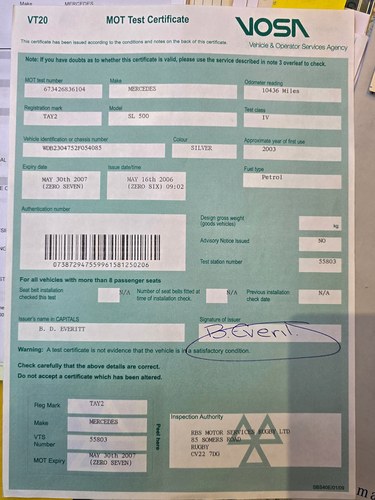 Make MERCEDES
VT20
MOT Test Certificate
VOSA
Vehicle & Operator Services Agency
This certificate has been issued according to the conditions and notes on the back of this certificate.
Note: If you have doubts as to whether this certificate is valid, please use the service described in note 3 overleaf to check.
MOT test number Make Odometer reading
673426836104 MERCEDES 10436 Miles
Registration mark Model Test class
TAY2 SL 500 IV
Vehicle identification or chassis number Colour Approximate year of first use
WDB2304752F054085 SILVER 2003
Expiry date Issue date/time Fuel type
MAY 30th 2007 MAY 16th 2006 Petrol
(ZERO SEVEN) (ZERO SIX) 09:02
Authentication number
Design gross weight
(goods vehicles) kg
Advisory Notice issued NO
Test station number 55803
073872947559961581250206
For all vehicles with more than 8 passenger seats
Seat belt installation checked this test N/A
Number of seat belts fitted at time of installation check. N/A
Previous installation check date N/A
Issuer's name in CAPITALS Signature of Issuer
B. D. EVERITT
Warning: A test certificate is not evidence that the vehicle is in a satisfactory condition.
Check carefully that the above details are correct.
Do not accept a certificate which has been altered.
Reg Mark TAY2
Make MERCEDES
VTS Number 55803
MOT Expiry MAY 30th 2007
(ZERO SEVEN)
Peel here
Inspection Authority
RBS MOTOR SERVICES RUGBY LTD
85 SOMERS ROAD
RUGBY
CV22 7DG